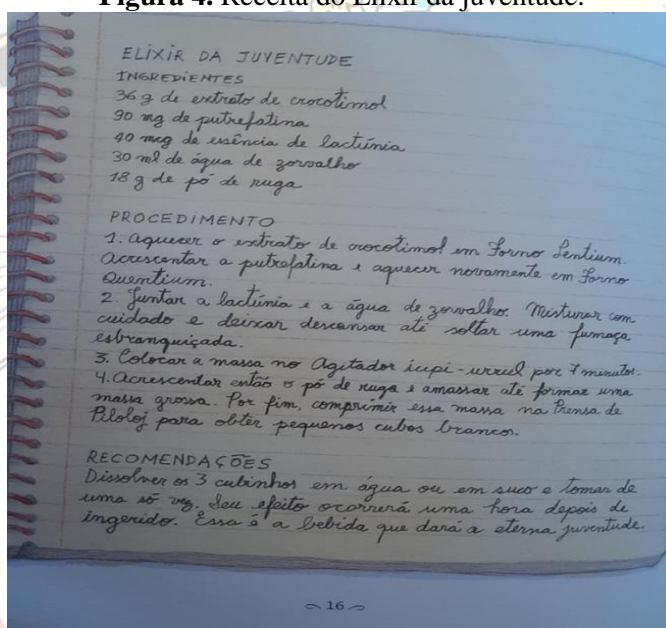 Figura 4. Receita do Elixir da juventude.
ELIXIR DA JUVENTUDE
INGREDIENTES
36 g de extrato de crocotimol
90 mg de putrefatina
40 mcg de essência de lactúnia
30 ml de água de zorvalho
18 g de pó de ruga
PROCEDIMENTO
1. Aquecer o extrato de crocotimol em Forno Lentium.
Acrescentar a putrefatina e aquecer novamente em Forno
Quentium.
2. Juntar a lactúnia e a água de zorvalho. Misturar com
cuidado e deixar descansar até soltar uma fumaça
esbranquiçada.
3. Colocar a massa no Agitador icupi-urrul por 7 minutos.
4. Acrescentar então o pó de ruga e amassar até formar uma
massa grossa. Por fim, comprimir essa massa na Prensa de
Piloloj para obter pequenos cubos brancos.
RECOMENDAÇÕES
Dissolver os 3 cubinhos em água ou em suco e tomar de
uma só vez. Seu efeito ocorrerá uma hora depois de
ingerido. Essa é a bebida que dará a eterna juventude.
16